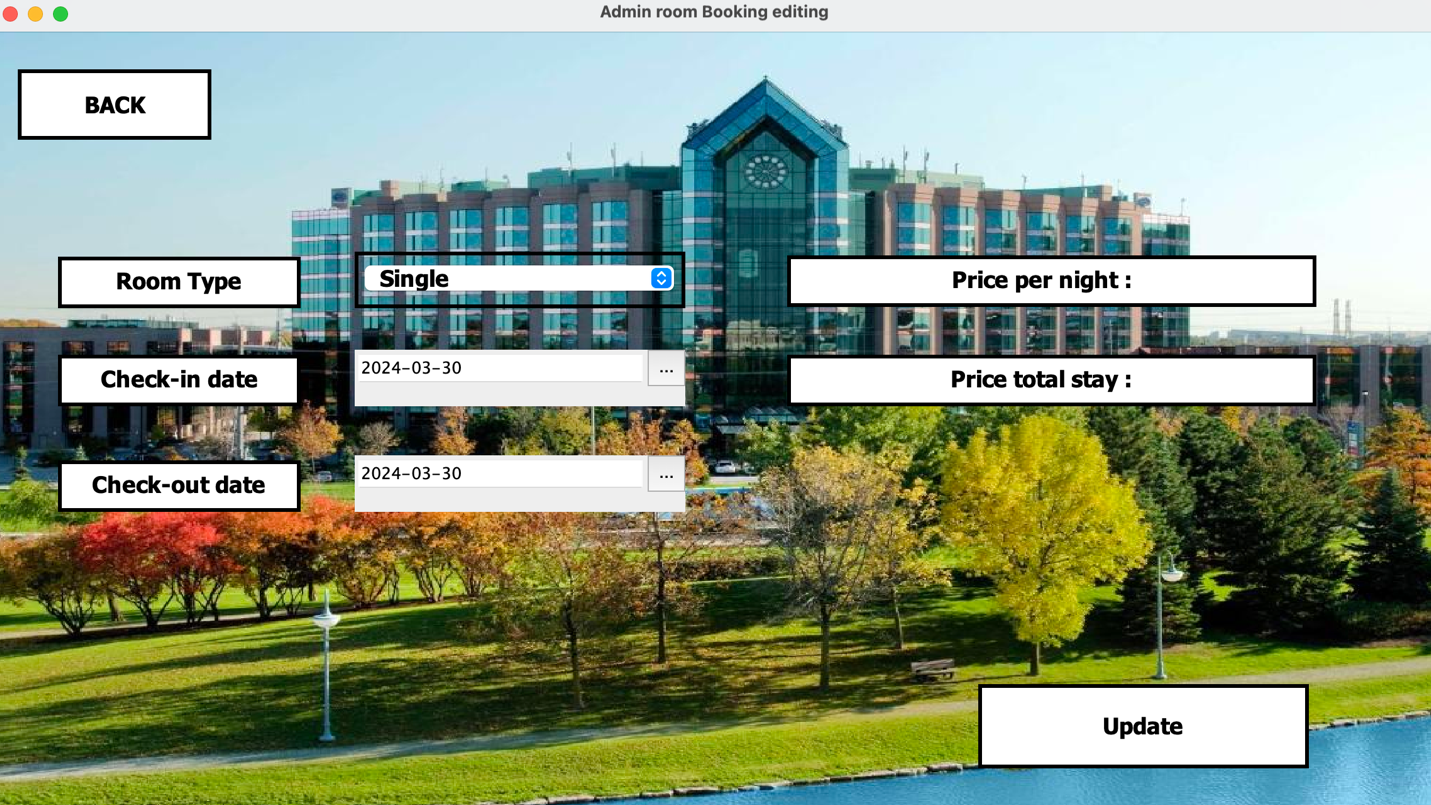 Admin room Booking editing
BACK
Room Type
Single
Price per night :
Check-in date
2024-03-30
...
Price total stay :
Check-out date
2024-03-30
...
Update